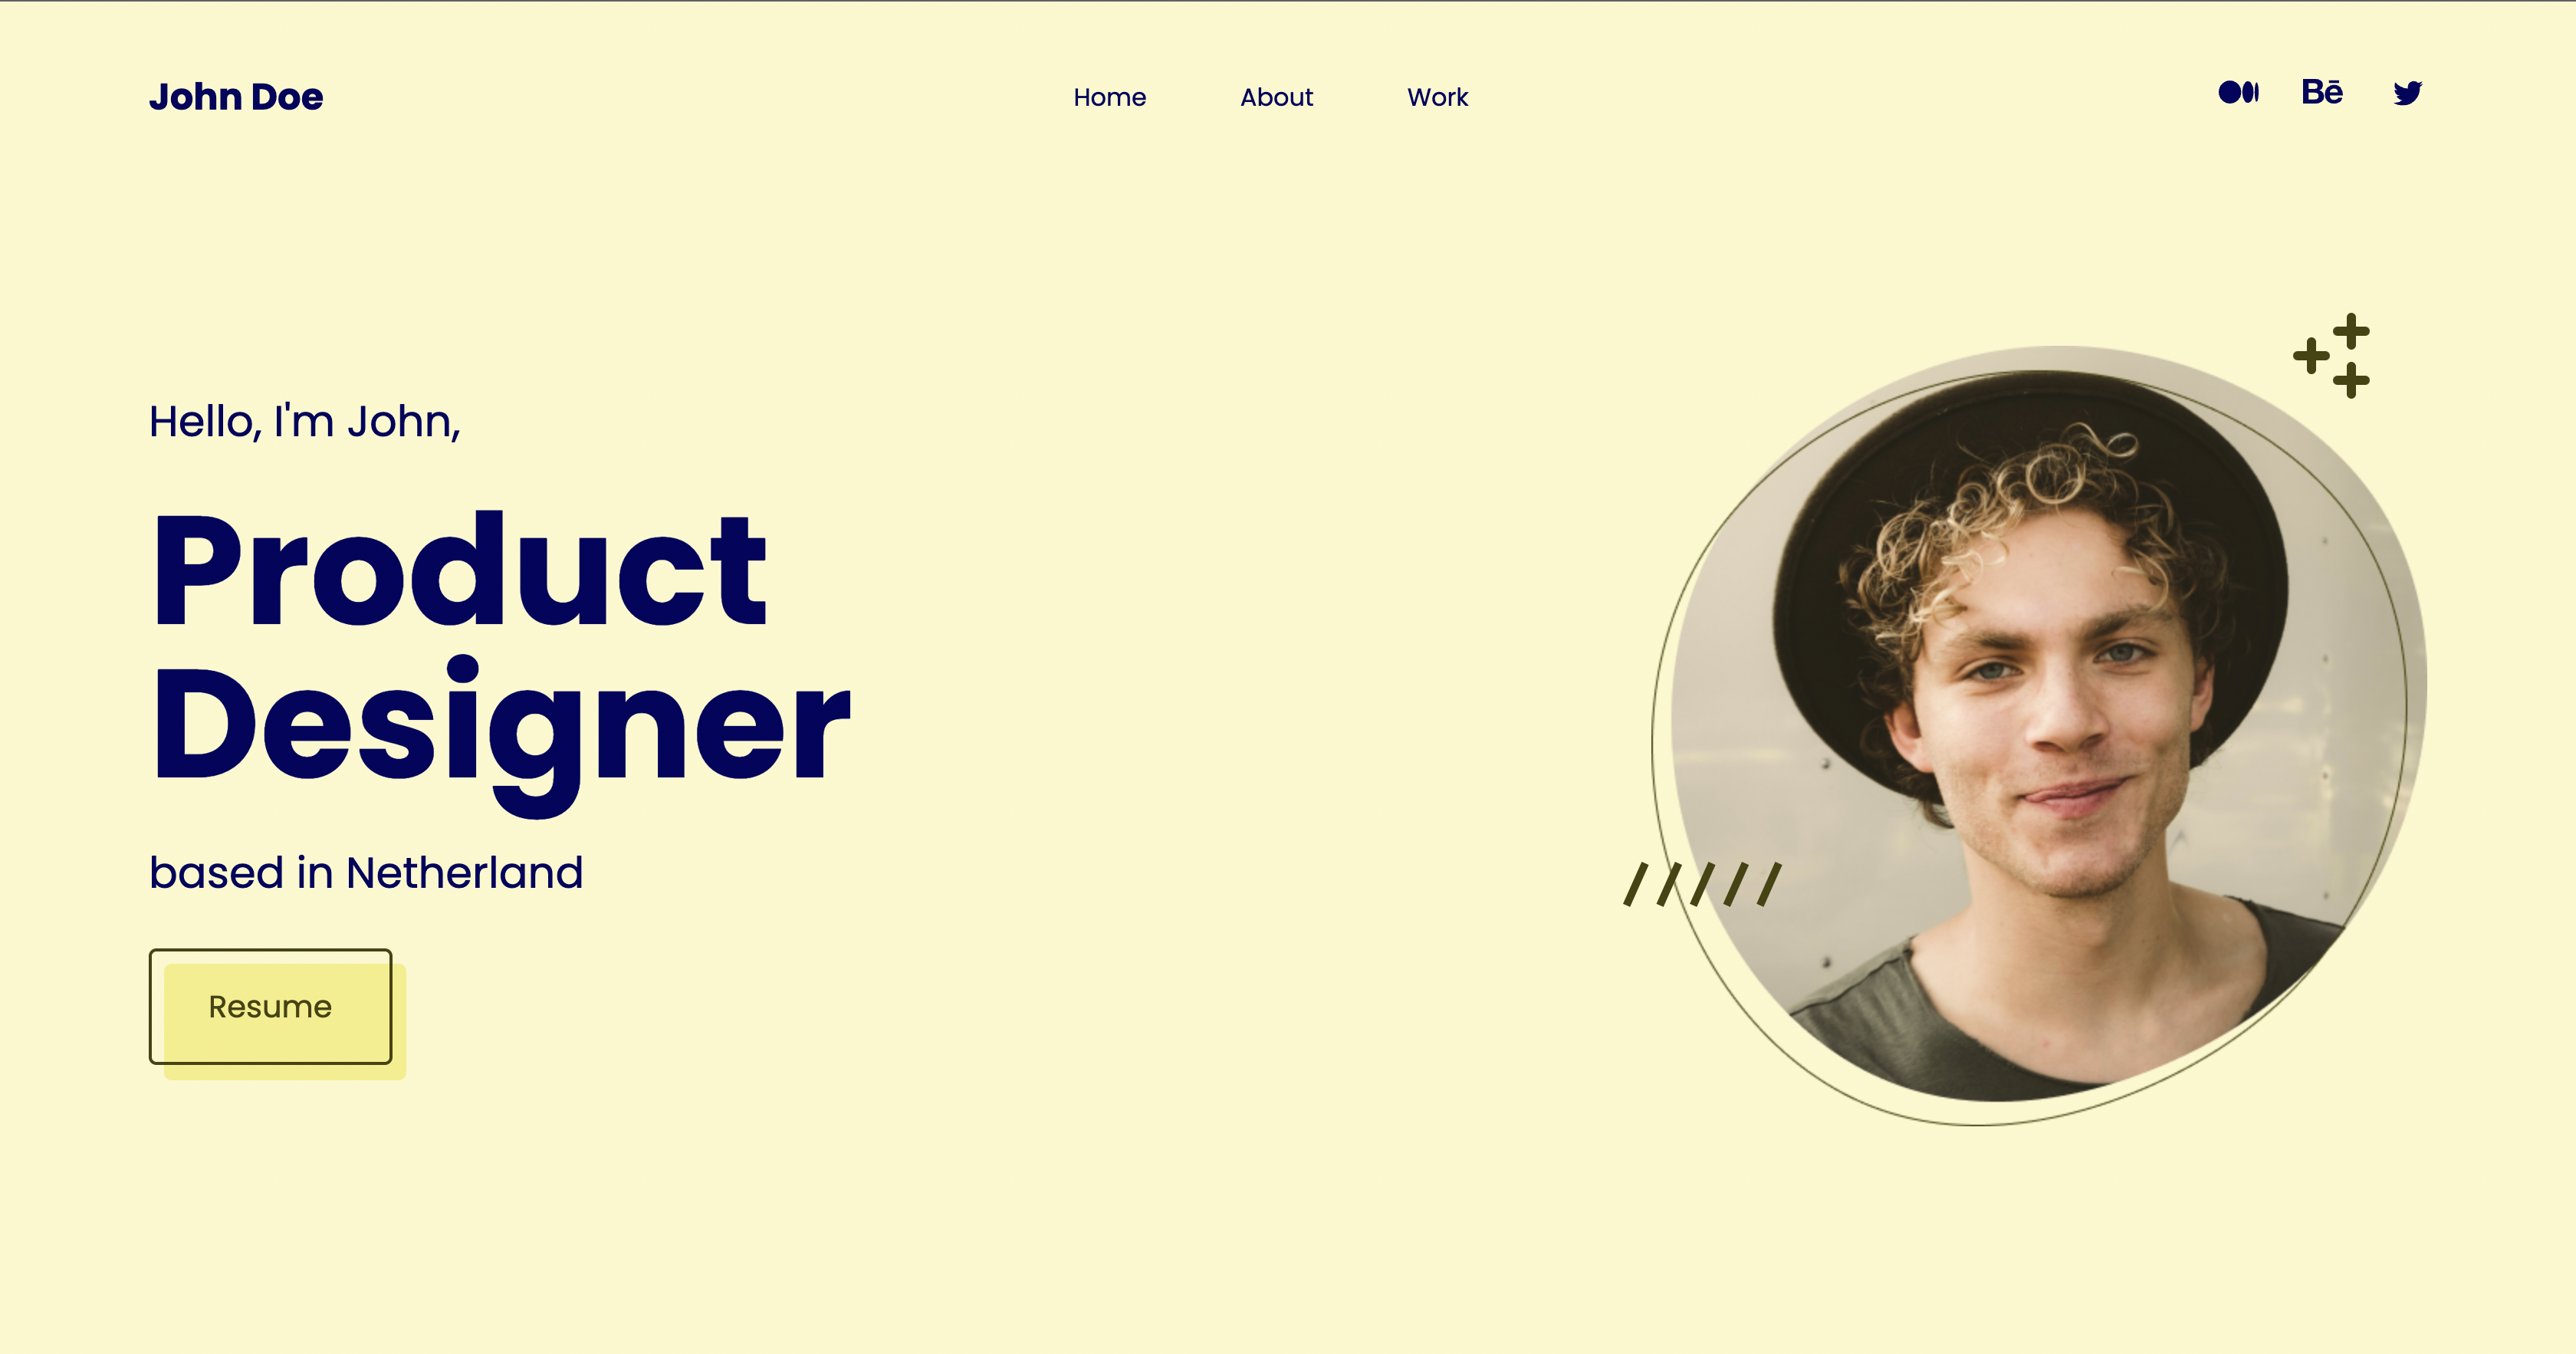 John Doe
Home About Work Bē
Hello, I'm John,
Product
Designer
based in Netherland
Resume